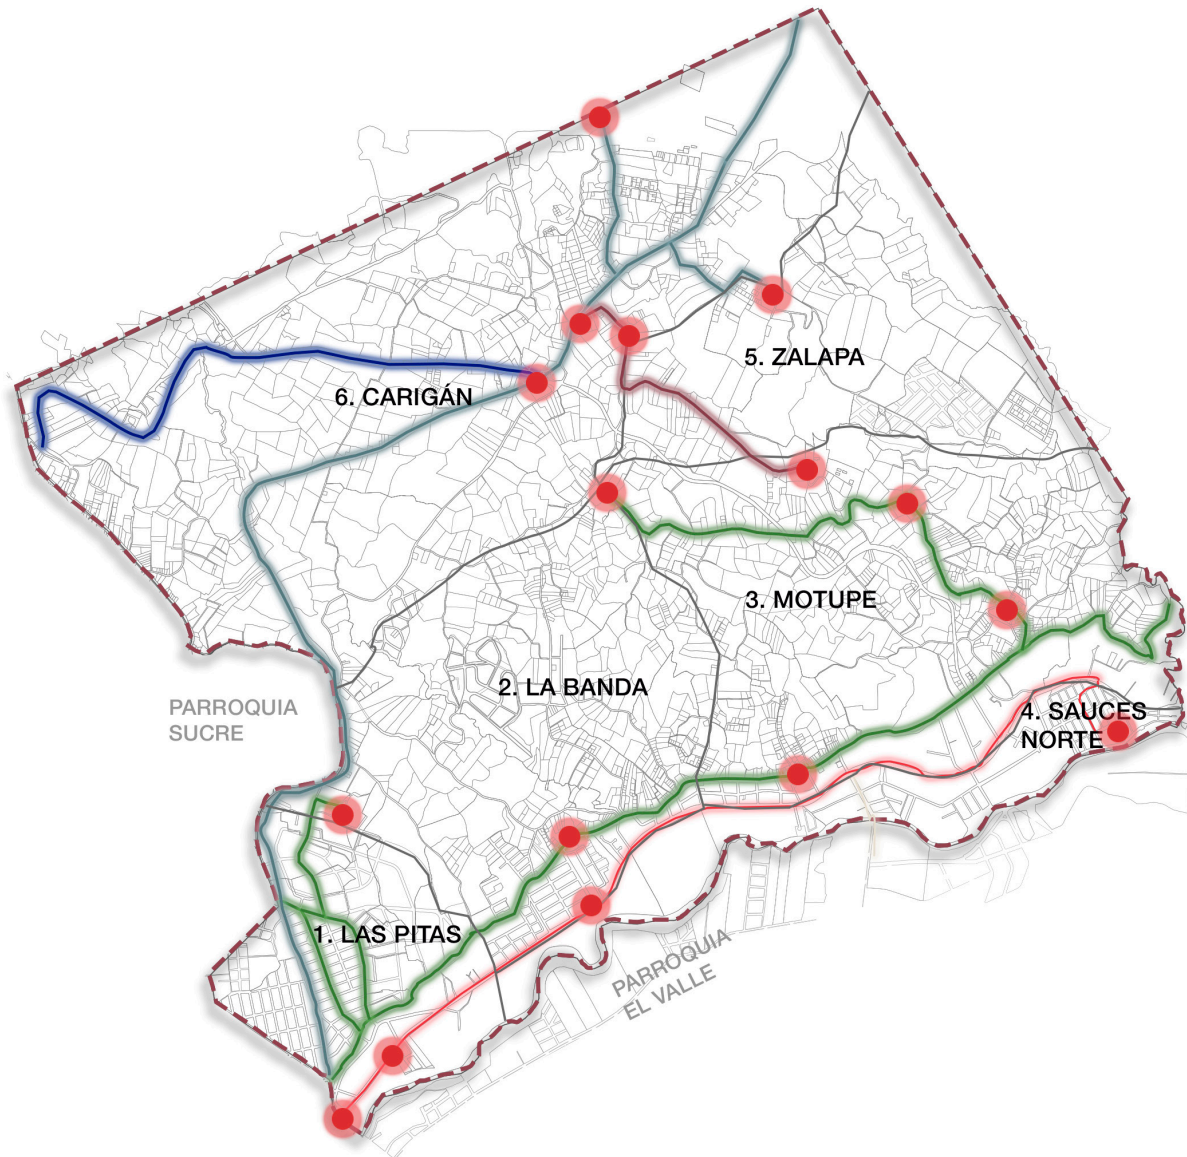 5. ZALAPA
6. CARIGÁN
3. MOTUPE
2. LA BANDA
PARROQUIA
SUCRE
4. SAUCES
NORTE
1. LAS PITAS
PARROQUIA
EL VALLE